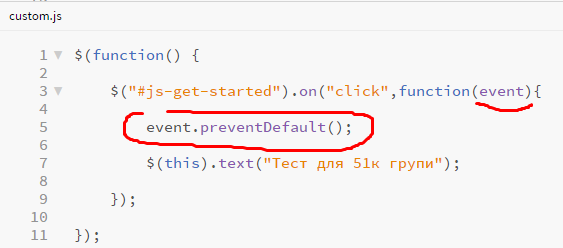 custom.js
1 $(function() {
2
3 $("#js-get-started").on("click",function(event){
4
5 event.preventDefault();
6
7 $(this).text("Тест для 51к групи");
8
9 });
10
11 });